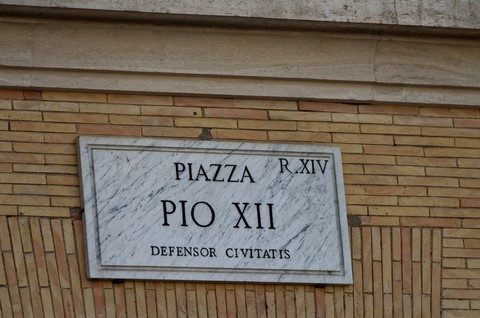 PIAZZA R.XIV
PIO XII
DEFENSOR CIVITATIS